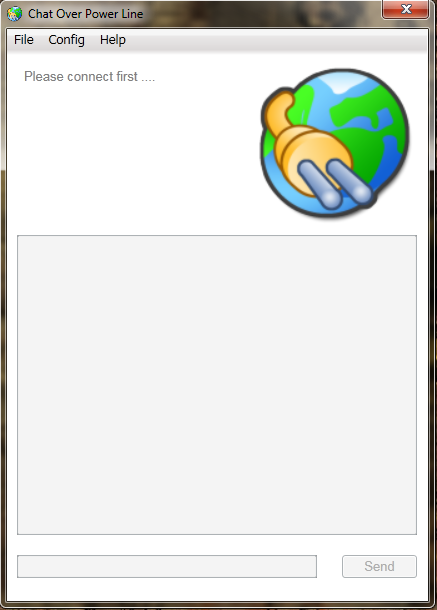 Chat Over Power Line
File Config Help
Please connect first ....
Send